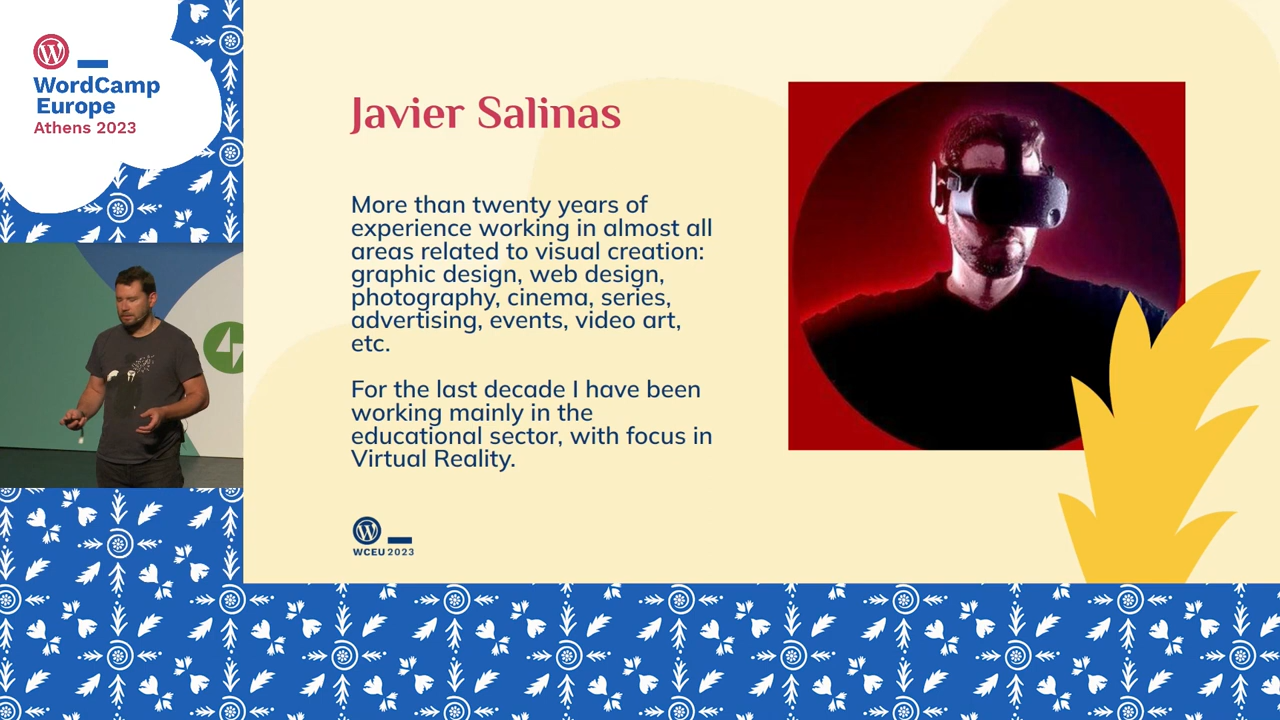 WordCamp
Europe
Athens 2023
Javier Salinas
More than twenty years of
experience working in almost all
areas related to visual creation:
graphic design, web design,
photography, cinema, series,
advertising, events, video art,
etc.
For the last decade I have been
working mainly in the
educational sector, with focus in
Virtual Reality.
WCEU 2023